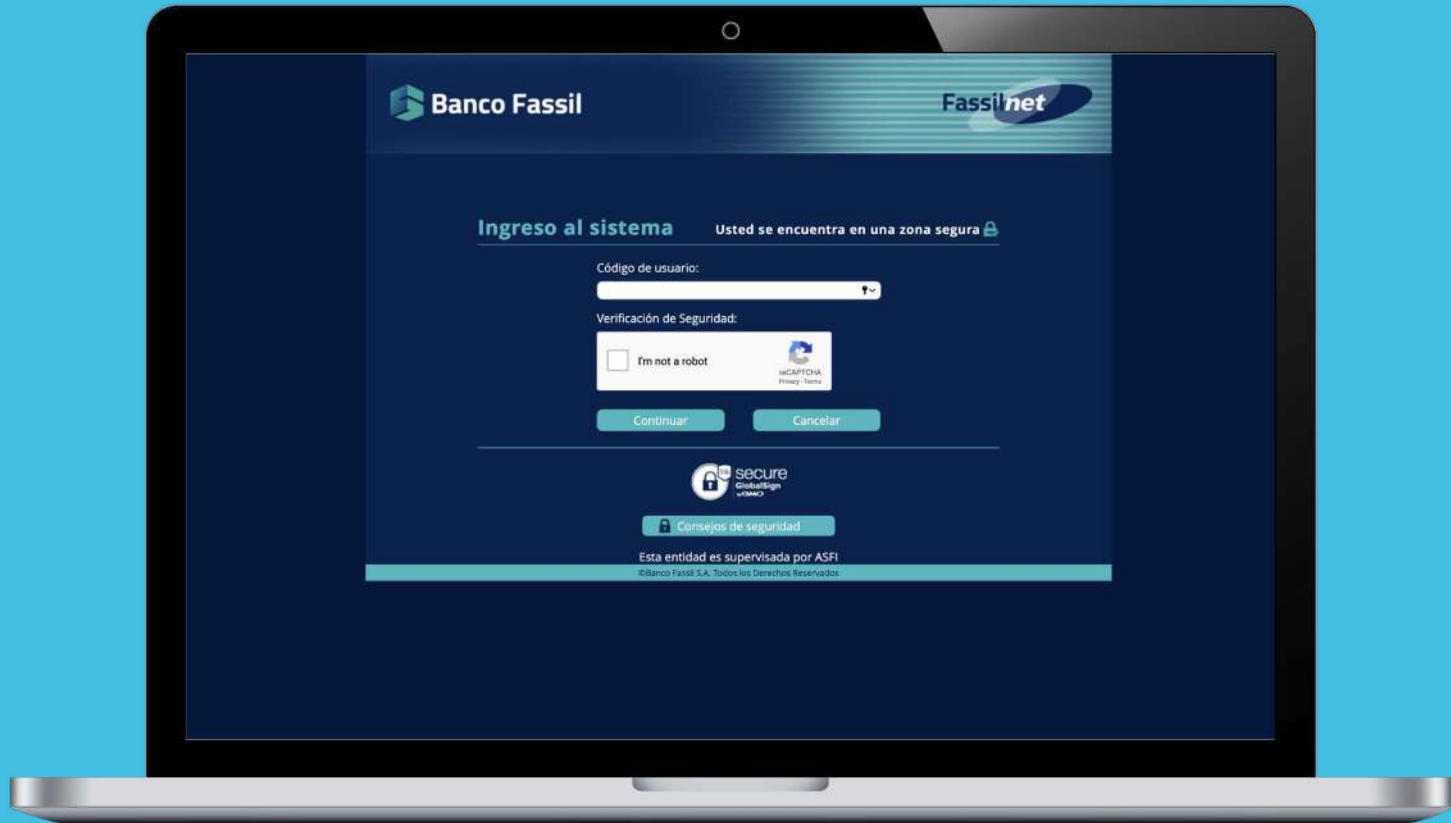 Banco Fassil
Fassilnet
Ingreso al sistema
Usted se encuentra en una zona segura
Código de usuario:
Verificación de Seguridad:
I'm not a robot
reCAPTCHA
Privacy - Terms
Continuar
Cancelar
secure
GlobalSign
by GMO
Consejos de seguridad
Esta entidad es supervisada por ASFI
©Banco Fassil S.A. Todos los Derechos Reservados